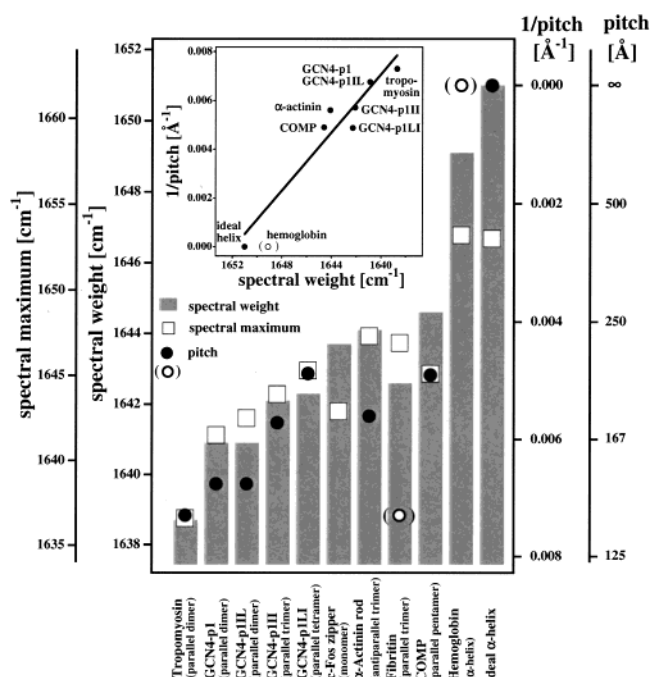 1/pitch
[Å⁻¹]
pitch
[Å]
spectral maximum [cm⁻¹]
1660
1655
1650
1645
1640
1635
spectral weight [cm⁻¹]
1652
1650
1648
1646
1644
1642
1640
1638
0.000
0.002
0.004
0.006
0.008
∞
500
250
167
125
1/pitch [Å⁻¹]
0.008
0.006
0.004
0.002
0.000
GCN4-p1
GCN4-p1IL
tropo-
myosin
α-actinin
GCN4-p1II
COMP
GCN4-p1LI
ideal
helix
hemoglobin
( )
1652
1648
1644
1640
spectral weight [cm⁻¹]
spectral weight
spectral maximum
pitch
( )
( )
( )
Tropomyosin
(parallel dimer)
GCN4-p1
(parallel dimer)
GCN4-p1IL
(parallel dimer)
GCN4-p1II
(parallel trimer)
GCN4-p1LI
(parallel tetramer)
c-Fos zipper
(monomer)
α-Actinin rod
antiparallel trimer)
Fibritin
parallel trimer)
COMP
(parallel pentamer)
Hemoglobin
α-helix)
deal α-helix